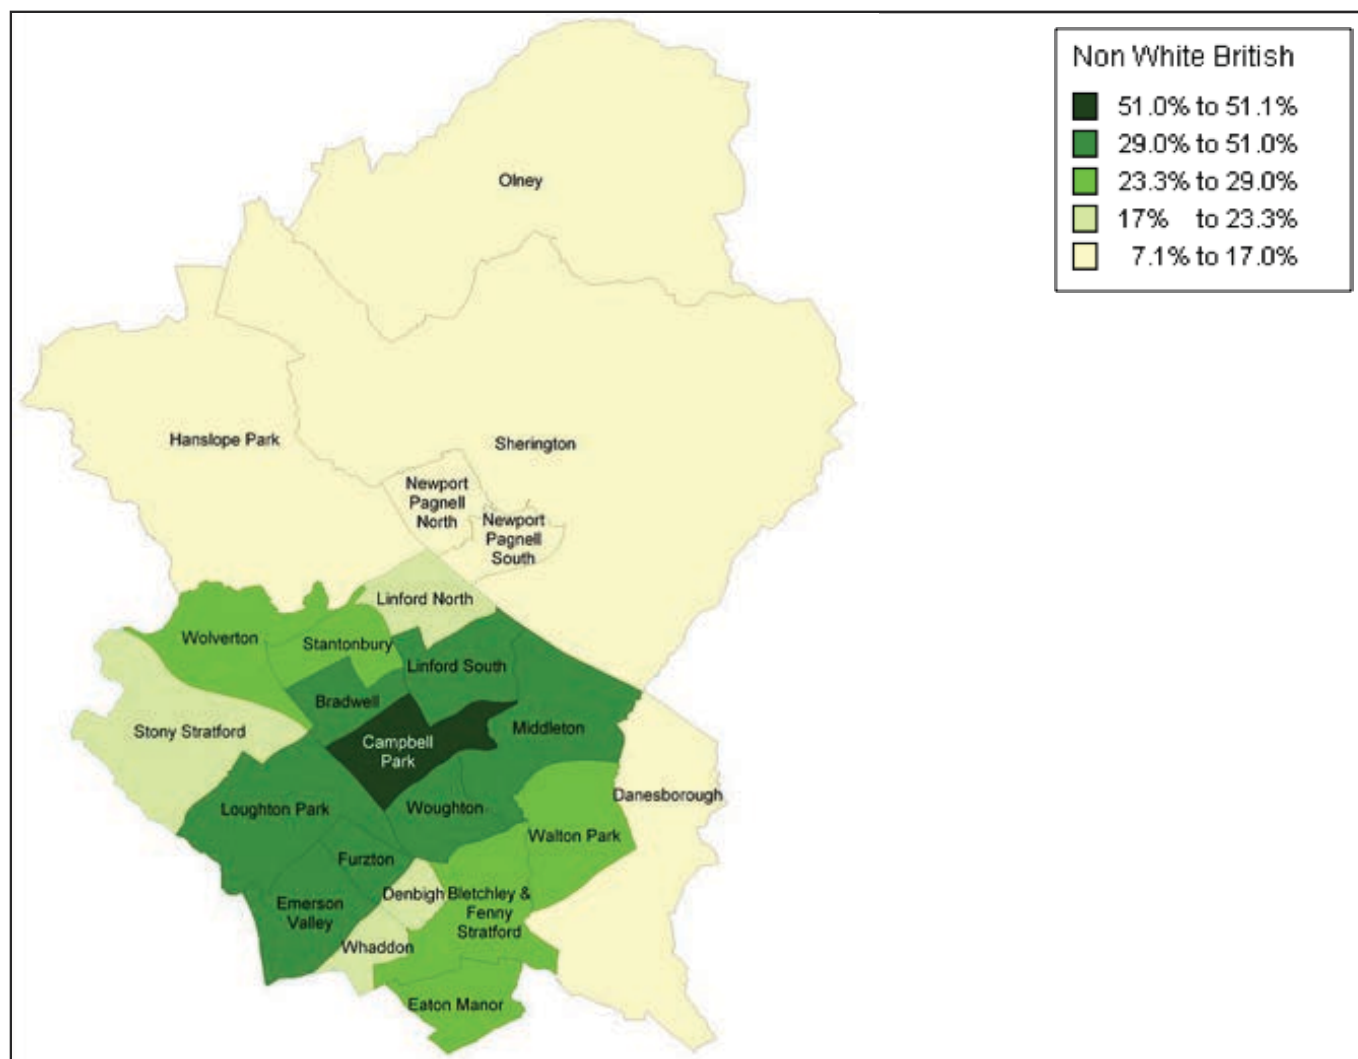 Non White British
51.0% to 51.1%
29.0% to 51.0%
23.3% to 29.0%
17% to 23.3%
7.1% to 17.0%
Olney
Hanslope Park
Sherington
Newport
Pagnell
North
Newport
Pagnell
South
Linford North
Wolverton
Stantonbury
Linford South
Bradwell
Stony Stratford
Campbell
Park
Middleton
Danesborough
Loughton Park
Woughton
Walton Park
Furzton
Denbigh
Bletchley &
Fenny
Stratford
Emerson
Valley
Whaddon
Eaton Manor